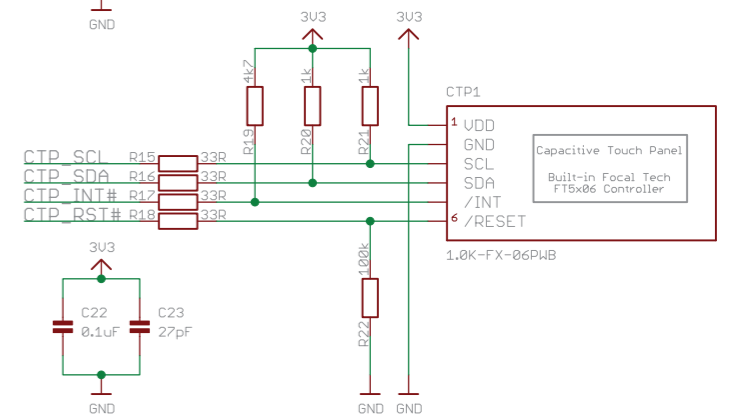 GND
3V3
3V3
4k7
1k
1k
CTP1
R19
R20
R21
1
VDD
GND
SCL
SDA
/INT
6
/RESET
Capacitive Touch Panel
Built-in Focal Tech
FT5x06 Controller
CTP_SCL
R15
33R
CTP_SDA
R16
33R
CTP_INT#
R17
33R
CTP_RST#
R18
33R
1.0K-FX-06PWB
3V3
100k
R22
C22
0.1uF
C23
27pF
GND
GND
GND